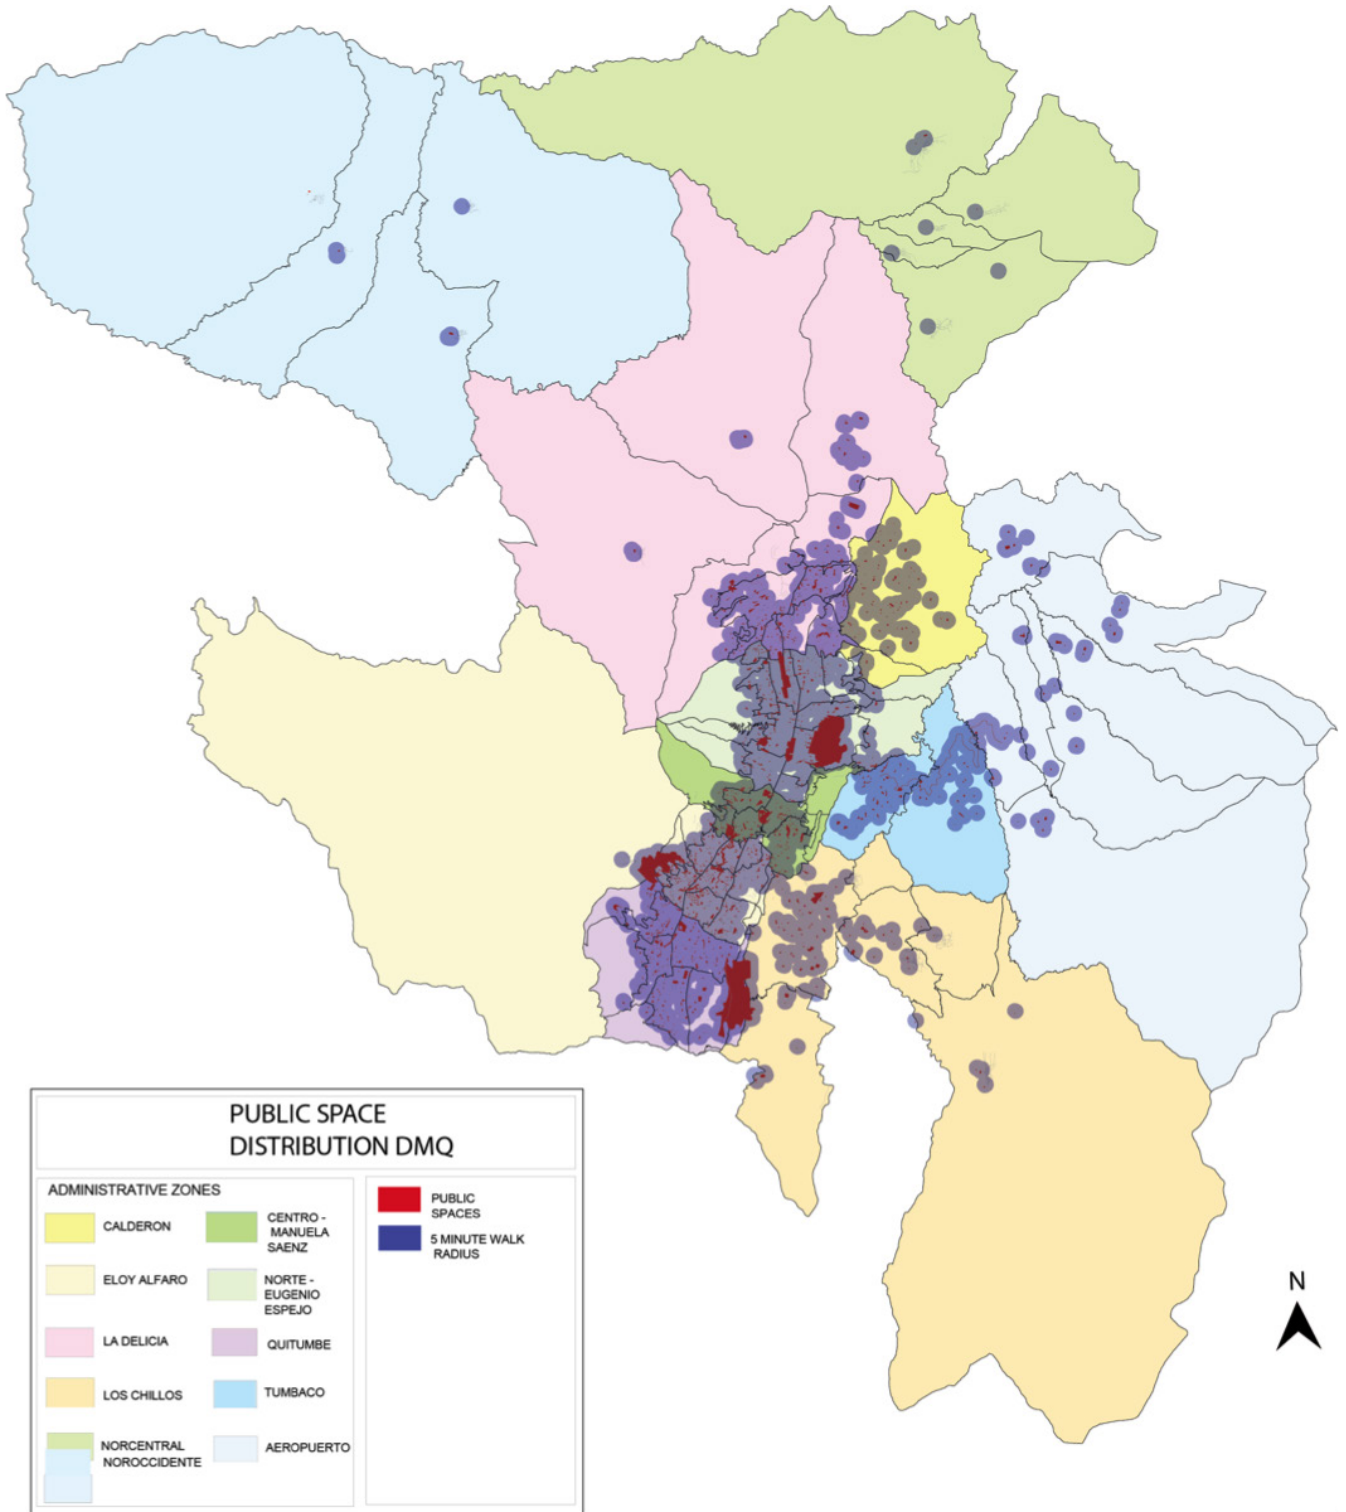 PUBLIC SPACE
DISTRIBUTION DMQ
ADMINISTRATIVE ZONES
CALDERON
ELOY ALFARO
LA DELICIA
LOS CHILLOS
NORCENTRAL
NOROCCIDENTE
CENTRO -
MANUELA
SAENZ
NORTE -
EUGENIO
ESPEJO
QUITUMBE
TUMBACO
AEROPUERTO
PUBLIC
SPACES
5 MINUTE WALK
RADIUS
N